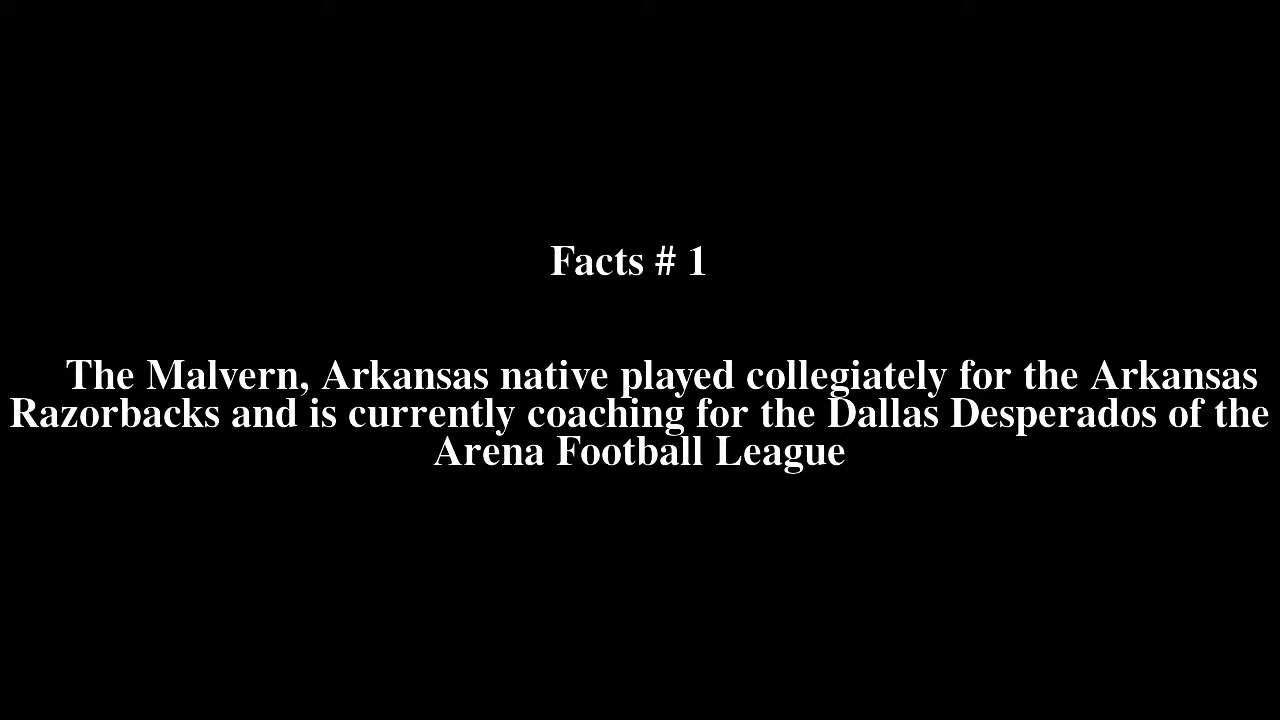 Facts # 1
The Malvern, Arkansas native played collegiately for the Arkansas
Razorbacks and is currently coaching for the Dallas Desperados of the
Arena Football League